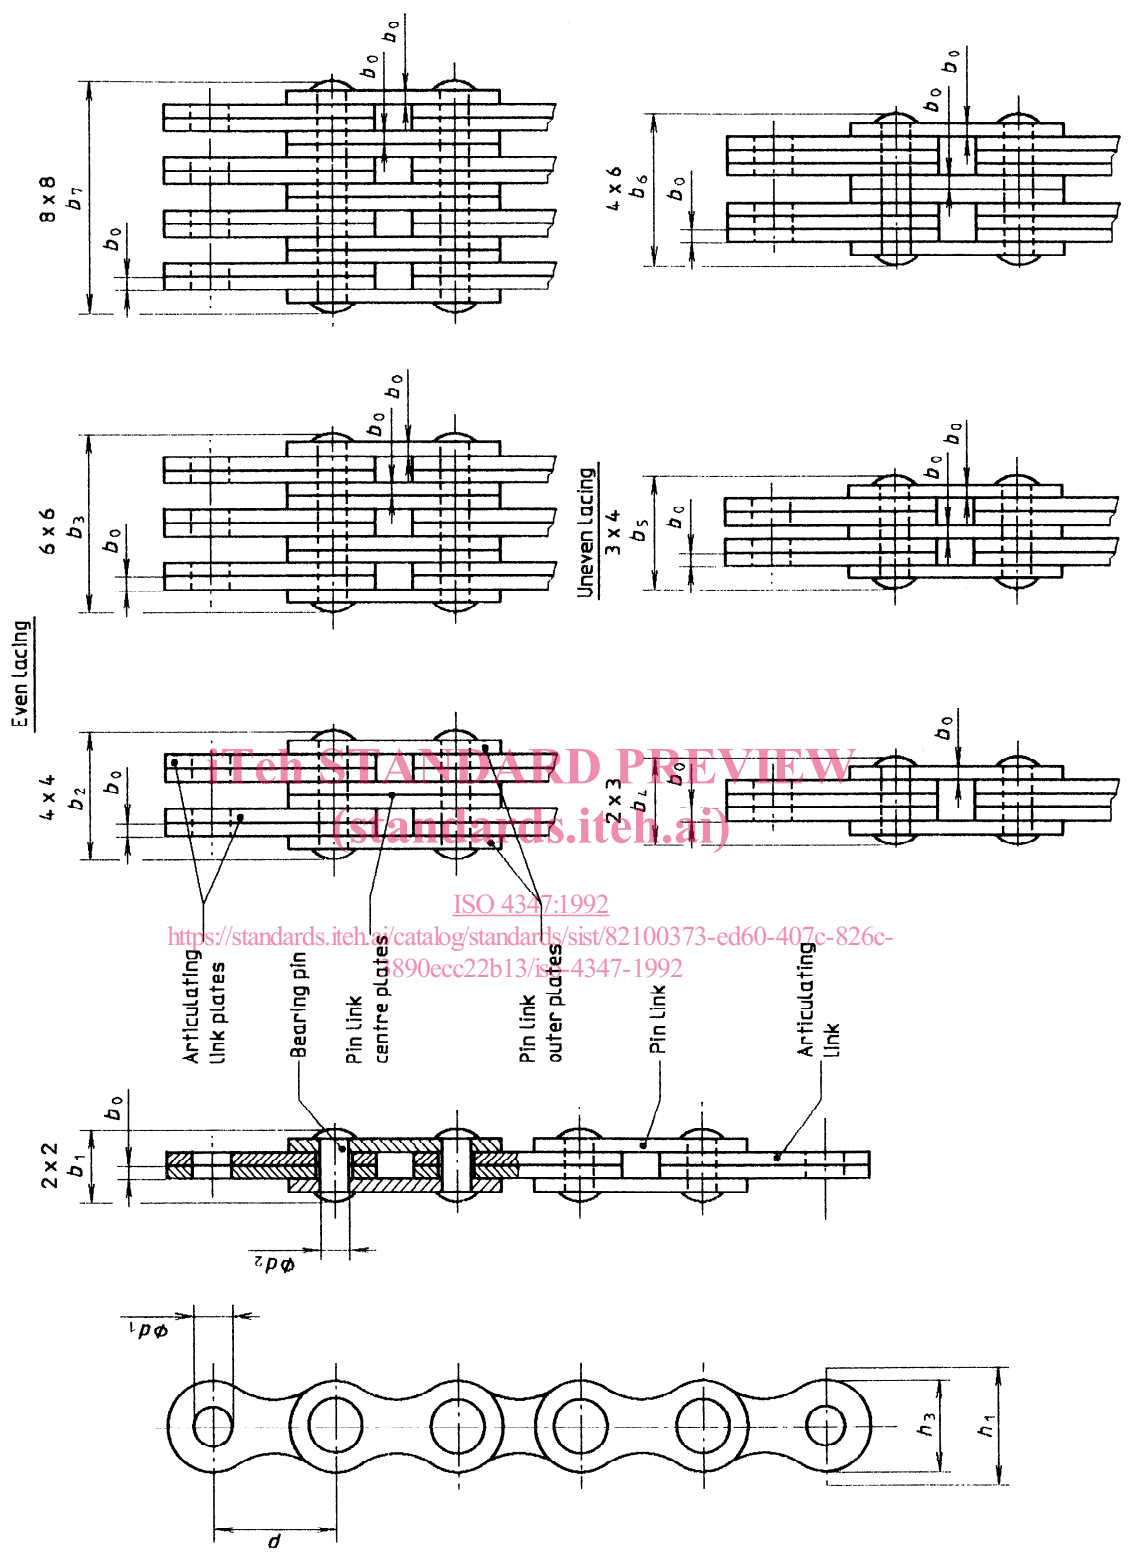 Even lacing
2 x 2
b1
b0
4 x 4
b2
b0
6 x 6
b3
b0
b0
b0
8 x 8
b7
b0
b0
b0
Φd1
Φd2
p
h3
h1
Articulating
link plates
Bearing pin
Pin link
centre plates
Pin link
outer plates
Pin link
Articulating
link
Uneven lacing
2 x 3
b4
b0
b0
3 x 4
b5
b0
b0
b0
4 x 6
b6
b0
b0
b0
iTeh STANDARD PREVIEW
(standards.iteh.ai)
ISO 4347:1992
https://standards.iteh.ai/catalog/standards/sist/82100373-ed60-407c-826c-
3890ecc22b13/iso-4347-1992